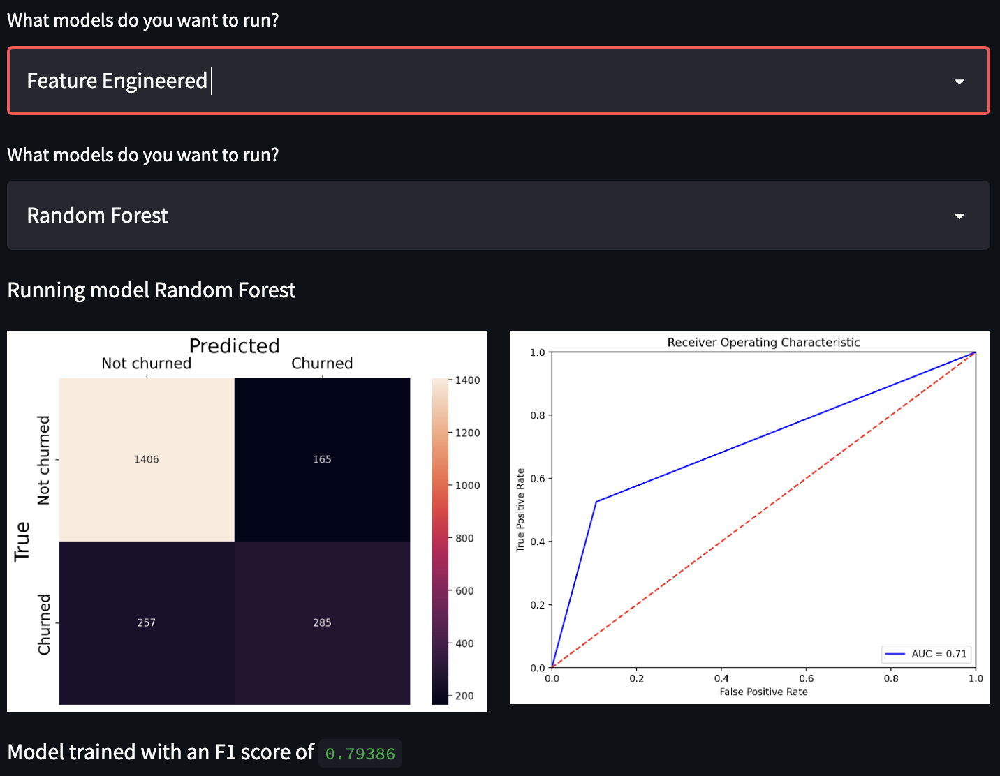 What models do you want to run?
Feature Engineered
What models do you want to run?
Random Forest
Running model Random Forest
Predicted
Not churned Churned
True
Not churned
Churned
1406 165
257 285
1400
1200
1000
800
600
400
200
Receiver Operating Characteristic
True Positive Rate
1.0
0.8
0.6
0.4
0.2
0.0
0.0 0.2 0.4 0.6 0.8 1.0
False Positive Rate
AUC = 0.71
Model trained with an F1 score of 0.79386